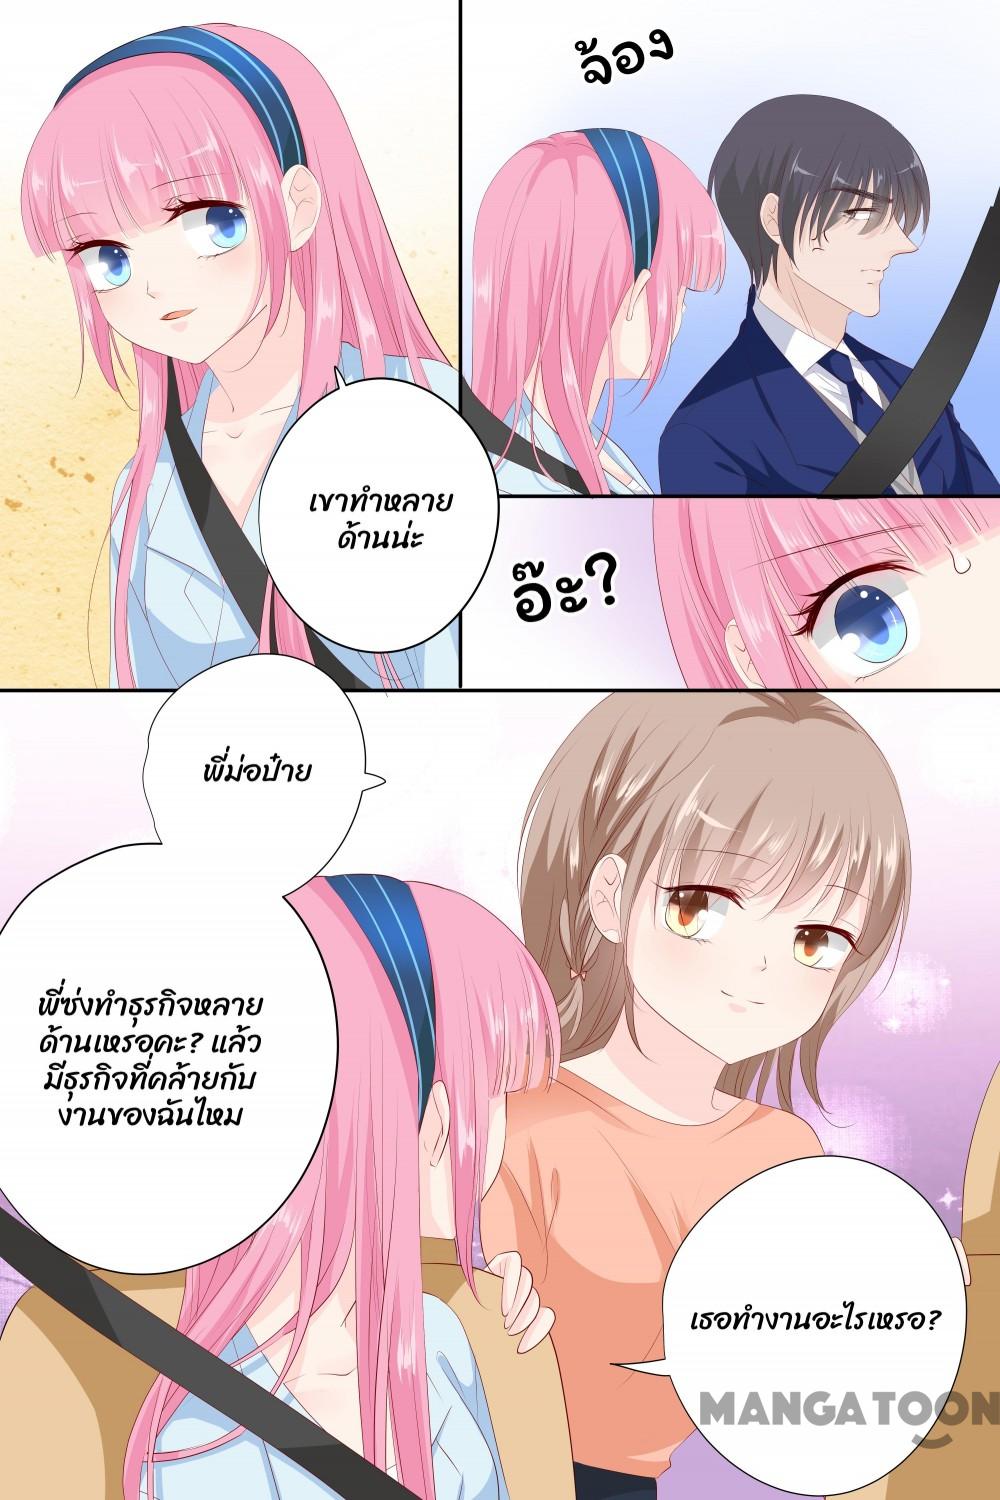 จ้อง
เขาทำหลาย
ด้านน่ะ
อ๊ะ?
พี่ม่อป๋าย
พี่ซ่งทำธุรกิจหลาย
ด้านเหรอคะ? แล้ว
มีธุรกิจที่คล้ายกับ
งานของฉันไหม
เธอทำงานอะไรเหรอ?
MANGATOON